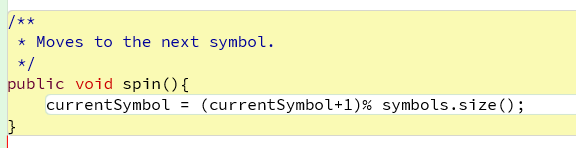 /**
 * Moves to the next symbol.
 */
public void spin(){
    currentSymbol = (currentSymbol+1)% symbols.size();
}